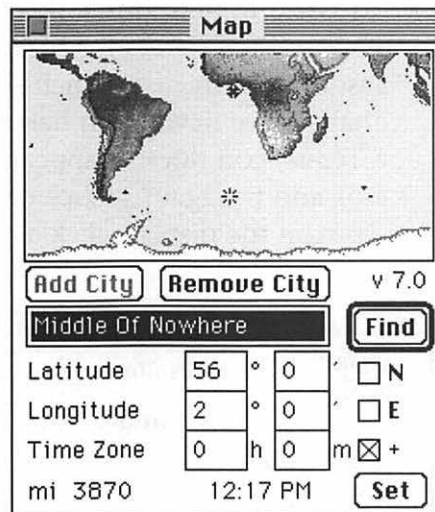 Map
Add City Remove City v 7.0
Middle Of Nowhere Find
Latitude 56 ° 0 ′ N
Longitude 2 ° 0 ′ E
Time Zone 0 h 0 m +
mi 3870 12:17 PM Set